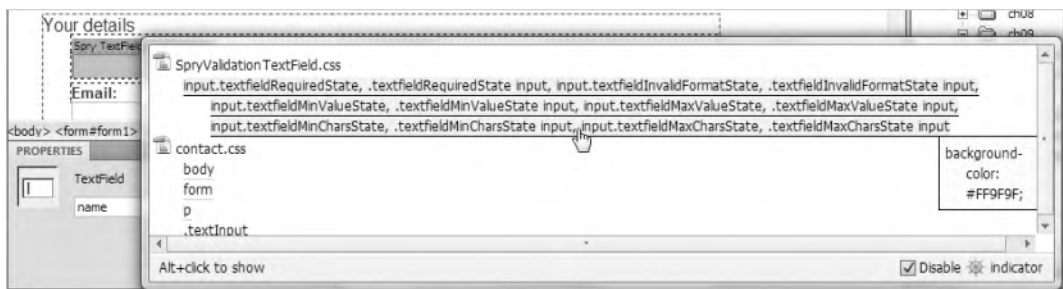 Your details
Spry TextField
Email:
<body> <form#form1>
PROPERTIES
TextField
name
SpryValidationTextField.css
input.textfieldRequiredState, .textfieldRequiredState input, input.textfieldInvalidFormatState, .textfieldInvalidFormatState input,
input.textfieldMinValueState, .textfieldMinValueState input, input.textfieldMaxValueState, .textfieldMaxValueState input,
input.textfieldMinCharsState, .textfieldMinCharsState input, input.textfieldMaxCharsState, .textfieldMaxCharsState input
contact.css
body
form
p
.textInput
background-
color:
#FF9F9F;
Alt+click to show
Disable indicator
ch08
ch09